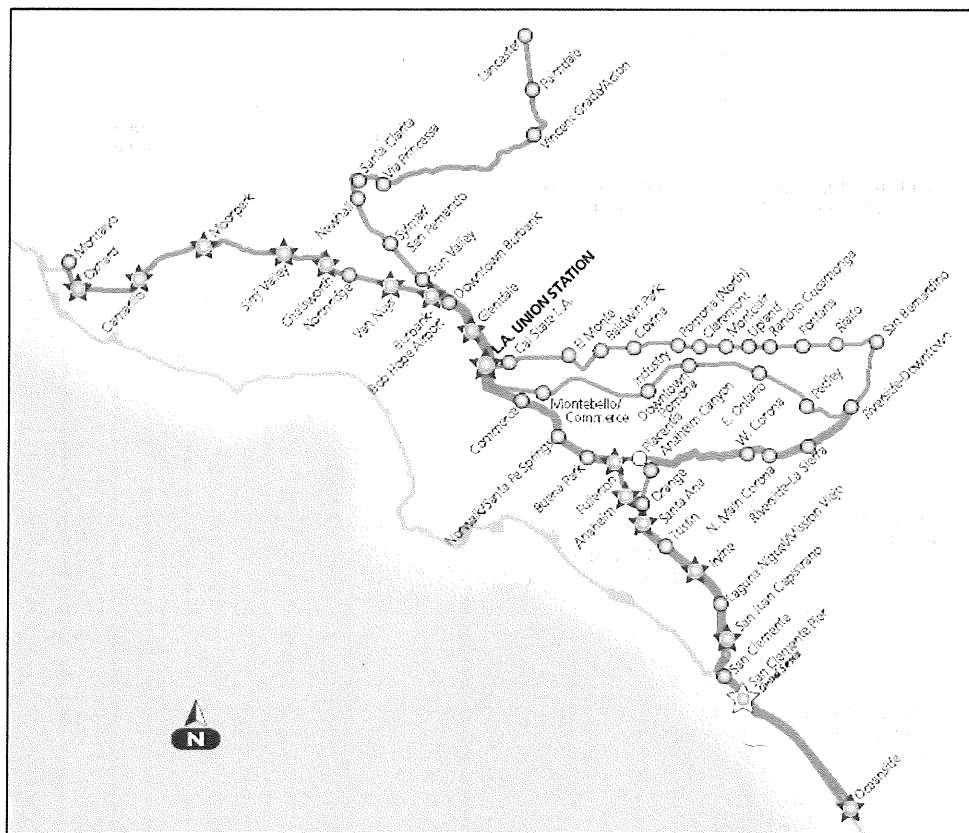 Lancaster
Palmdale
Vincent Grade/Acton
Santa Clarita
Via Princessa
Newhall
Sylmar/
San Fernando
Sun Valley
Downtown Burbank
Glendale
L.A. UNION STATION
Montalvo
Oxnard
Camarillo
Moorpark
Simi Valley
Chatsworth
Northridge
Van Nuys
Burbank-
Bob Hope Airport
Cal State L.A.
El Monte
Baldwin Park
Covina
Pomona (North)
Claremont
Montclair
Upland
Rancho Cucamonga
Fontana
Rialto
San Bernardino
Montebello/
Commerce
Industry
Downtown
Pomona
E. Ontario
Pedley
Riverside-Downtown
Commerce
Norwalk/Santa Fe Springs
Buena Park
Fullerton
Placentia
Anaheim Canyon
W. Corona
N. Main Corona
Riverside-La Sierra
Anaheim
Orange
Santa Ana
Tustin
Irvine
Laguna Niguel/Mission Viejo
San Juan Capistrano
San Clemente
San Clemente Pier
Oceanside
N